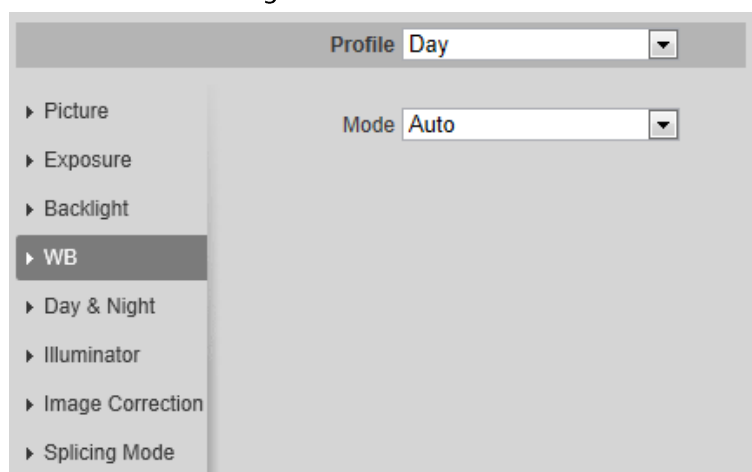 Profile Day
Picture
Mode Auto
Exposure
Backlight
WB
Day & Night
Illuminator
Image Correction
Splicing Mode